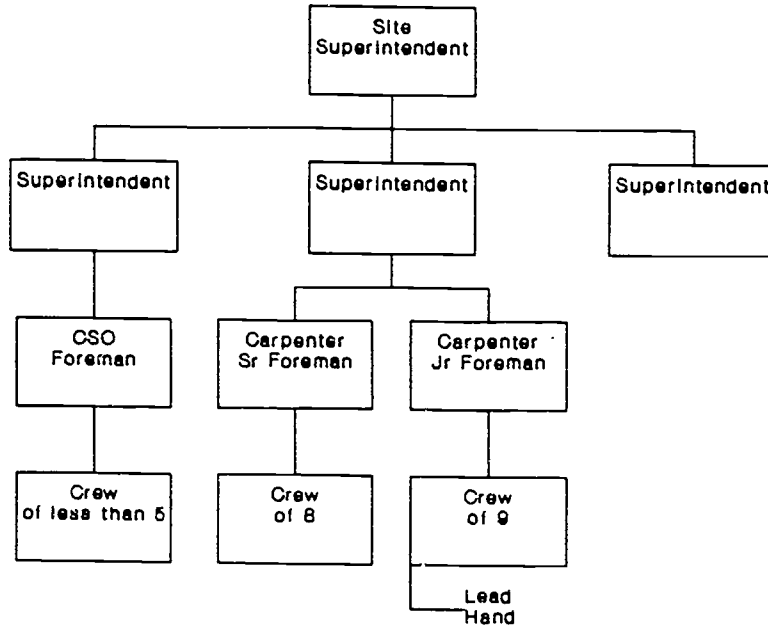 Site
Superintendent
Superintendent
Superintendent
Superintendent
CSO
Foreman
Carpenter
Sr Foreman
Carpenter
Jr Foreman
Crew
of less than 5
Crew
of 8
Crew
of 9
Lead
Hand